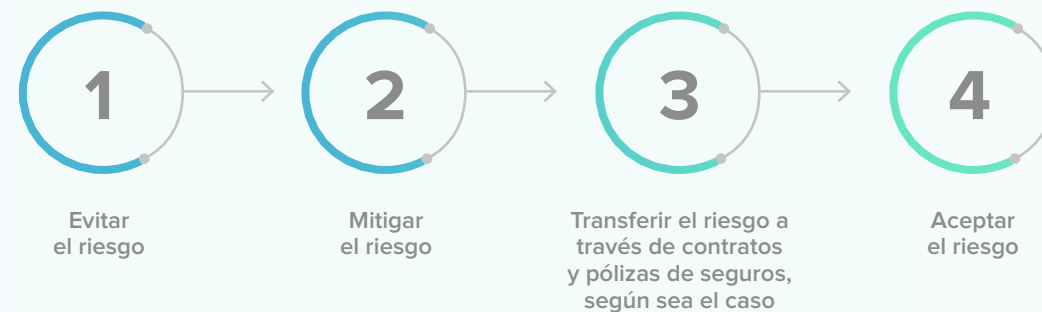 1
Evitar
el riesgo
2
Mitigar
el riesgo
3
Transferir el riesgo a
través de contratos
y pólizas de seguros,
según sea el caso
4
Aceptar
el riesgo